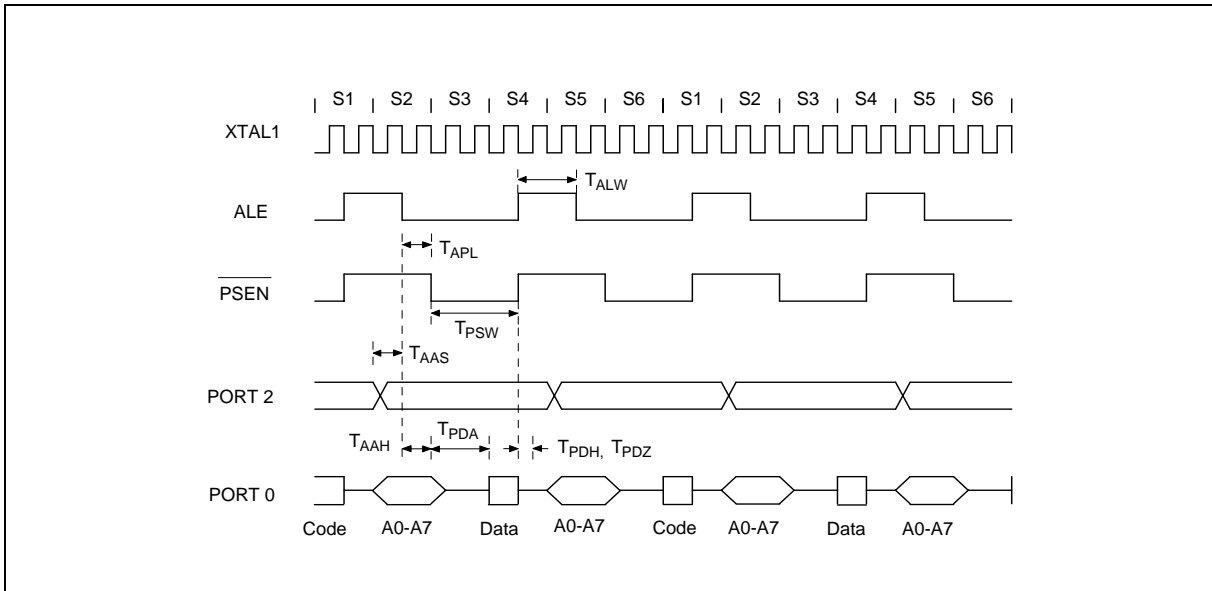 S1 S2 S3 S4 S5 S6 S1 S2 S3 S4 S5 S6
XTAL1
TALW
ALE
TAPL
PSEN
TPSW
TAAS
PORT 2
TAAH TPDA TPDH, TPDZ
PORT 0
Code A0-A7 Data A0-A7 Code A0-A7 Data A0-A7